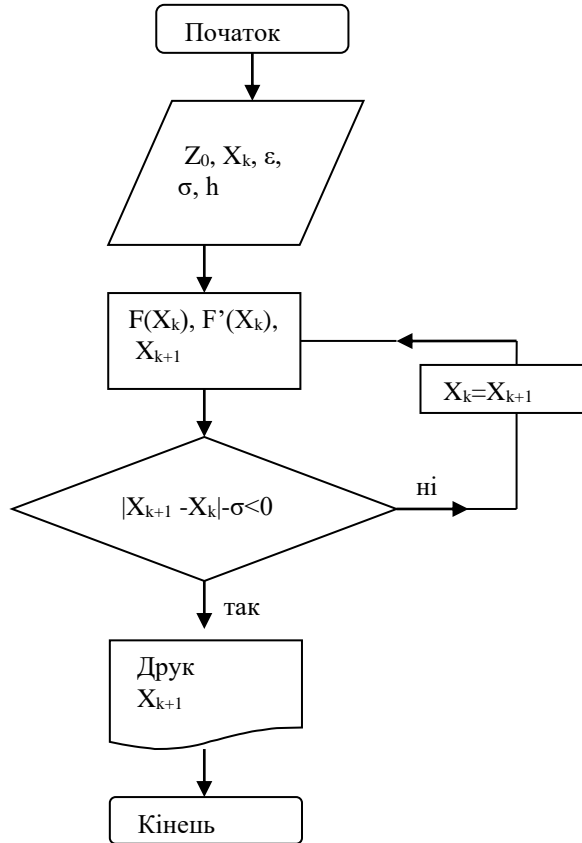 Початок
Z₀, Xₖ, ε,
σ, h
F(Xₖ), F’(Xₖ),
Xₖ₊₁
Xₖ=Xₖ₊₁
|Xₖ₊₁ -Xₖ|-σ<0
ні
так
Друк
Xₖ₊₁
Кінець